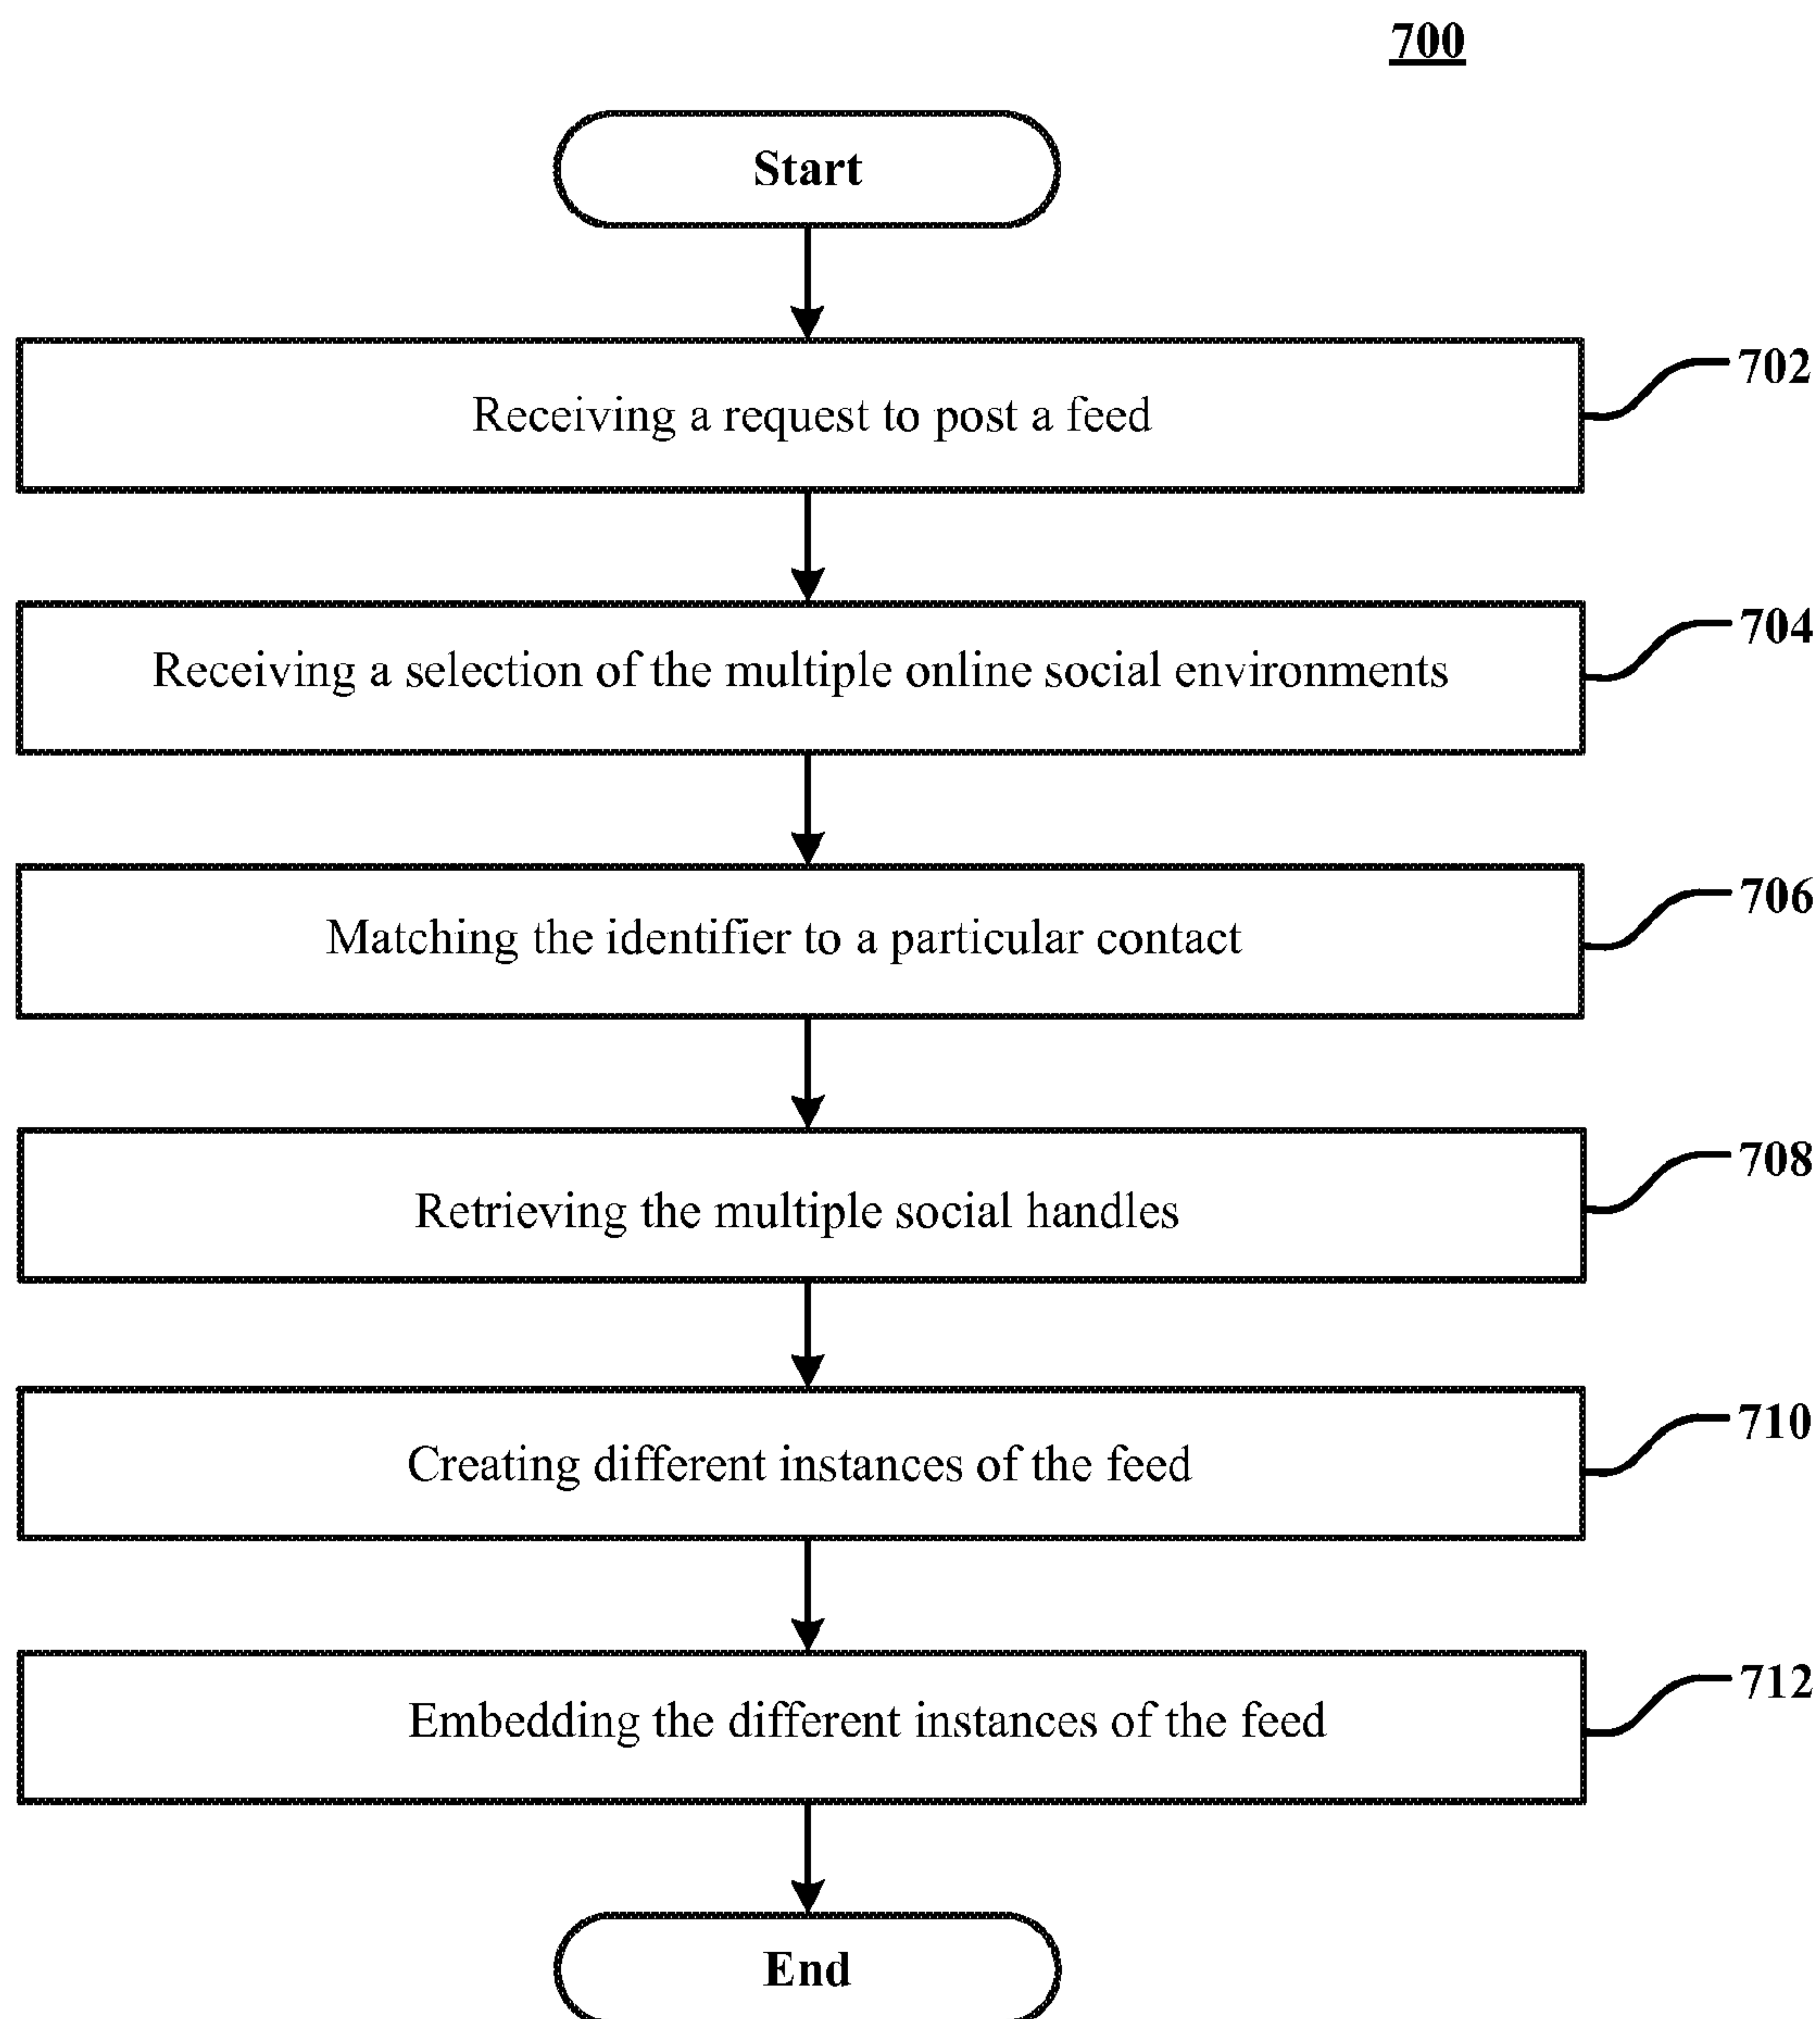 700
Start
Receiving a request to post a feed
702
Receiving a selection of the multiple online social environments
704
Matching the identifier to a particular contact
706
Retrieving the multiple social handles
708
Creating different instances of the feed
710
Embedding the different instances of the feed
712
End